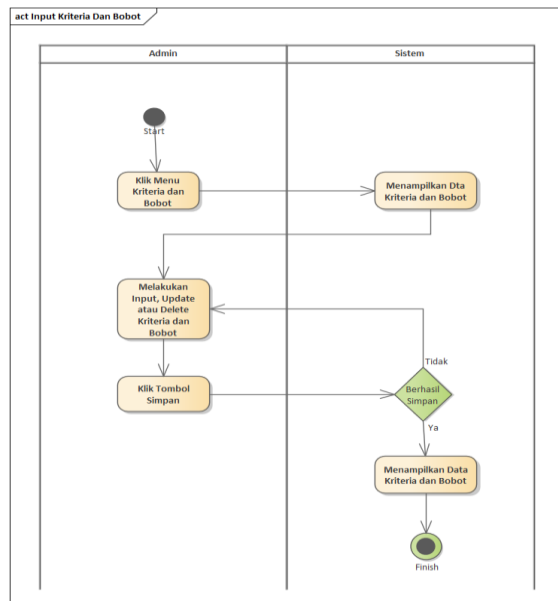 act Input Kriteria Dan Bobot
Admin
Sistem
Start
Klik Menu
Kriteria dan
Bobot
Menampilkan Dta
Kriteria dan Bobot
Melakukan
Input, Update
atau Delete
Kriteria dan
Bobot
Tidak
Klik Tombol
Simpan
Berhasil
Simpan
Ya
Menampilkan Data
Kriteria dan Bobot
Finish